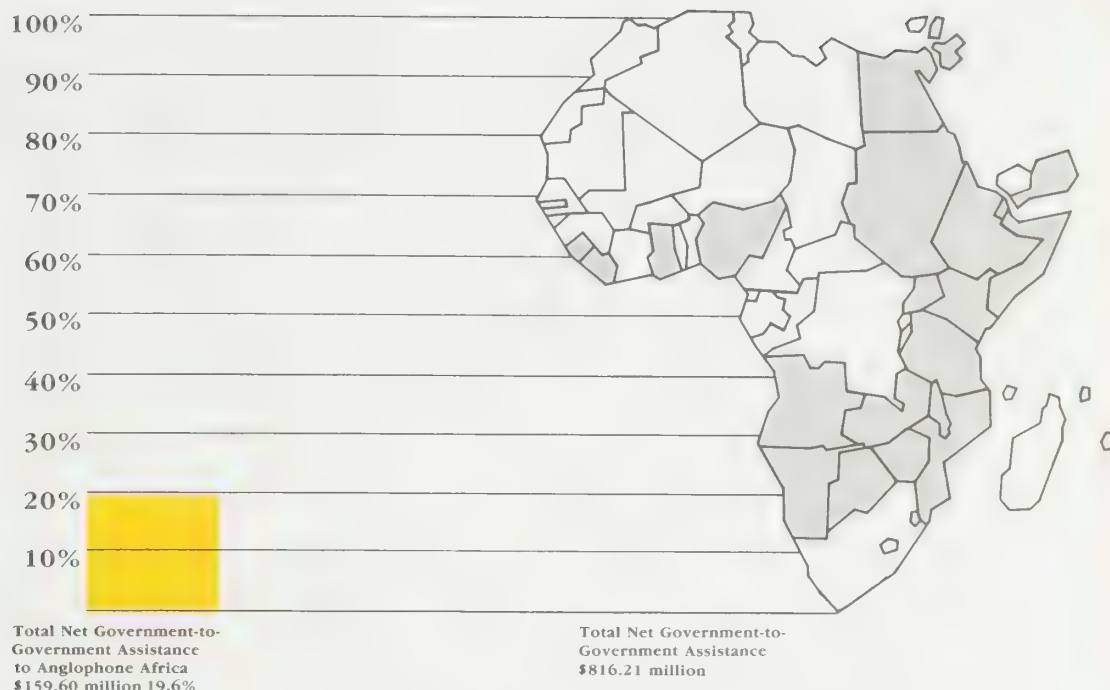 100%
90%
80%
70%
60%
50%
40%
30%
20%
10%
Total Net Government-to-
Government Assistance
to Anglophone Africa
$159.60 million 19.6%
Total Net Government-to-
Government Assistance
$816.21 million